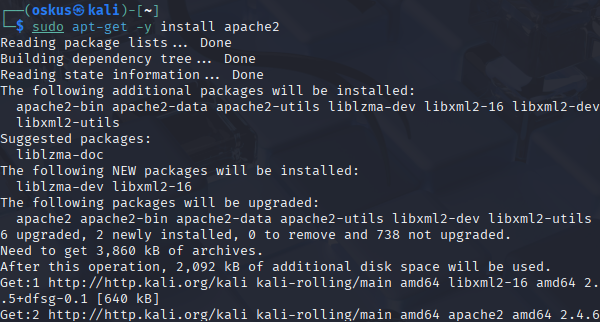 ┌──(oskus㉿kali)-[~]
└─$ sudo apt-get -y install apache2
Reading package lists... Done
Building dependency tree... Done
Reading state information... Done
The following additional packages will be installed:
  apache2-bin apache2-data apache2-utils liblzma-dev libxml2-16 libxml2-dev
  libxml2-utils
Suggested packages:
  liblzma-doc
The following NEW packages will be installed:
  liblzma-dev libxml2-16
The following packages will be upgraded:
  apache2 apache2-bin apache2-data apache2-utils libxml2-dev libxml2-utils
6 upgraded, 2 newly installed, 0 to remove and 738 not upgraded.
Need to get 3,860 kB of archives.
After this operation, 2,092 kB of additional disk space will be used.
Get:1 http://http.kali.org/kali kali-rolling/main amd64 libxml2-16 amd64 2.
.5+dfsg-0.1 [640 kB]
Get:2 http://http.kali.org/kali kali-rolling/main amd64 apache2 amd64 2.4.6